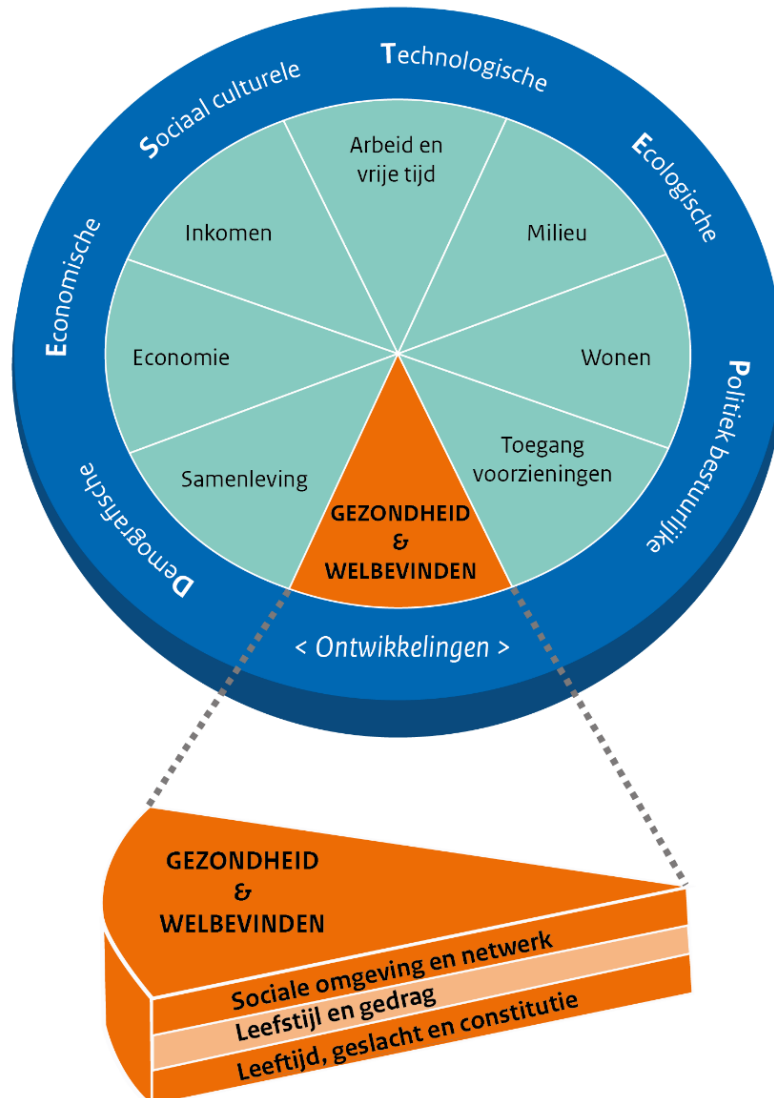 Demografische
Economische
Sociaal culturele
Technologische
Ecologische
Politiek bestuurlijke
Arbeid en
vrije tijd
Inkomen
Milieu
Economie
Wonen
Samenleving
Toegang
voorzieningen
GEZONDHEID
&
WELBEVINDEN
< Ontwikkelingen >
GEZONDHEID
&
WELBEVINDEN
Sociale omgeving en netwerk
Leefstijl en gedrag
Leeftijd, geslacht en constitutie